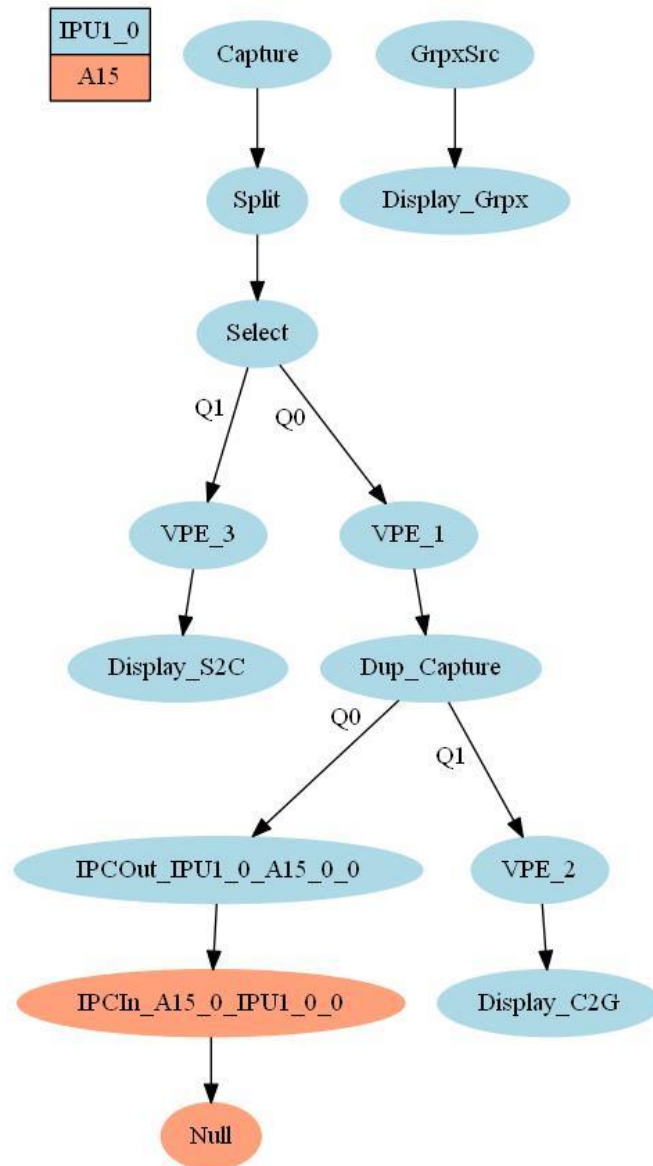 IPU1_0
A15
Capture
GrpxSrc
Split
Display_Grpx
Select
Q1
Q0
VPE_3
VPE_1
Display_S2C
Dup_Capture
Q0
Q1
IPCOut_IPU1_0_A15_0_0
VPE_2
IPCIn_A15_0_IPU1_0_0
Display_C2G
Null